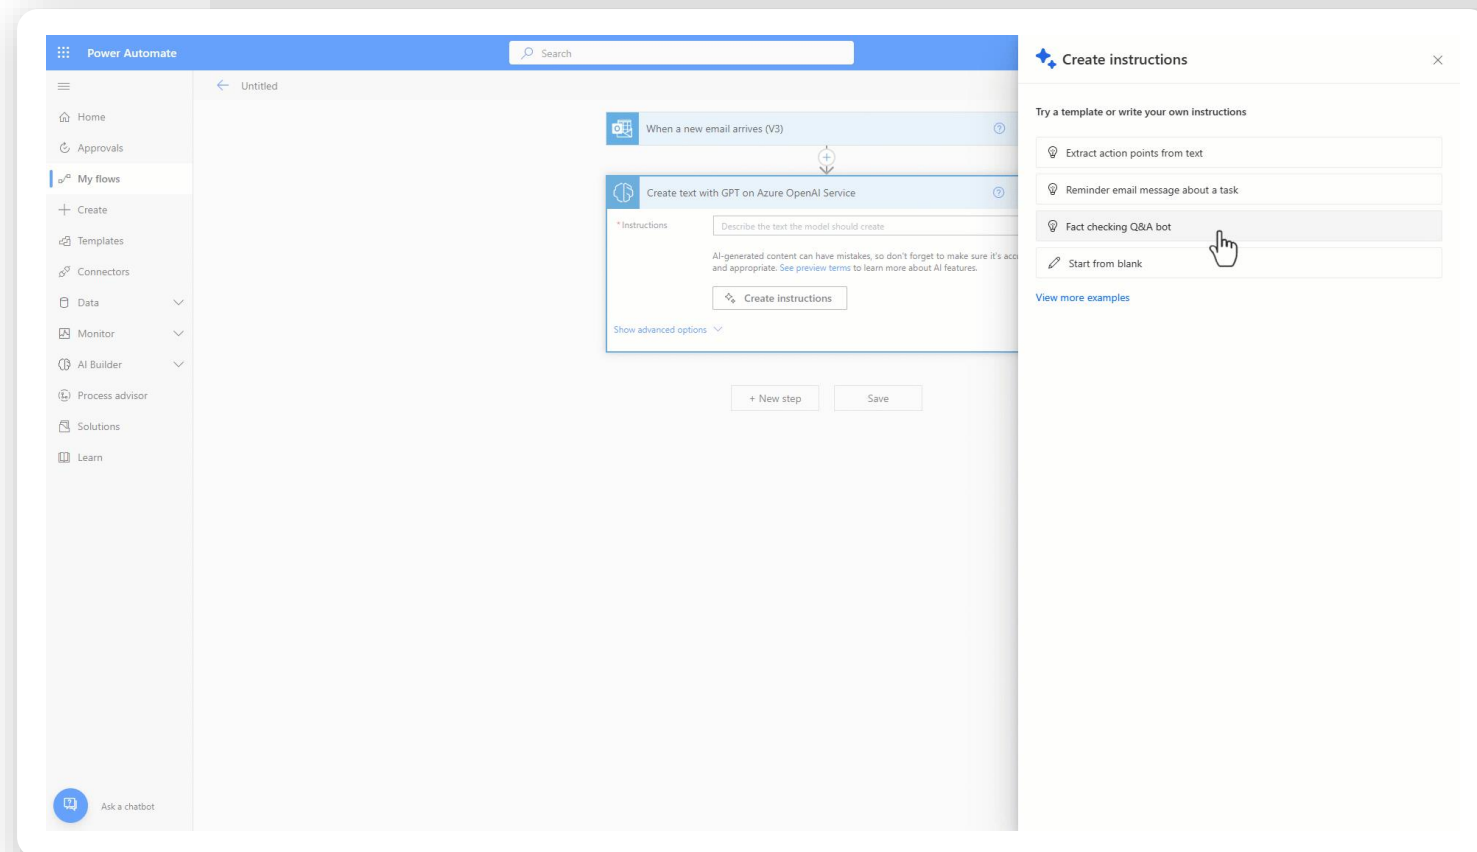 Power Automate
Search
Untitled
Home
Approvals
My flows
Create
Templates
Connectors
Data
Monitor
AI Builder
Process advisor
Solutions
Learn
Ask a chatbot
When a new email arrives (V3)
Create text with GPT on Azure OpenAI Service
* Instructions
Describe the text the model should create
AI-generated content can have mistakes, so don't forget to make sure it's
and appropriate. See preview terms to learn more about AI features.
Create instructions
Show advanced options
+ New step
Save
Create instructions
Try a template or write your own instructions
Extract action points from text
Reminder email message about a task
Fact checking Q&A bot
Start from blank
View more examples